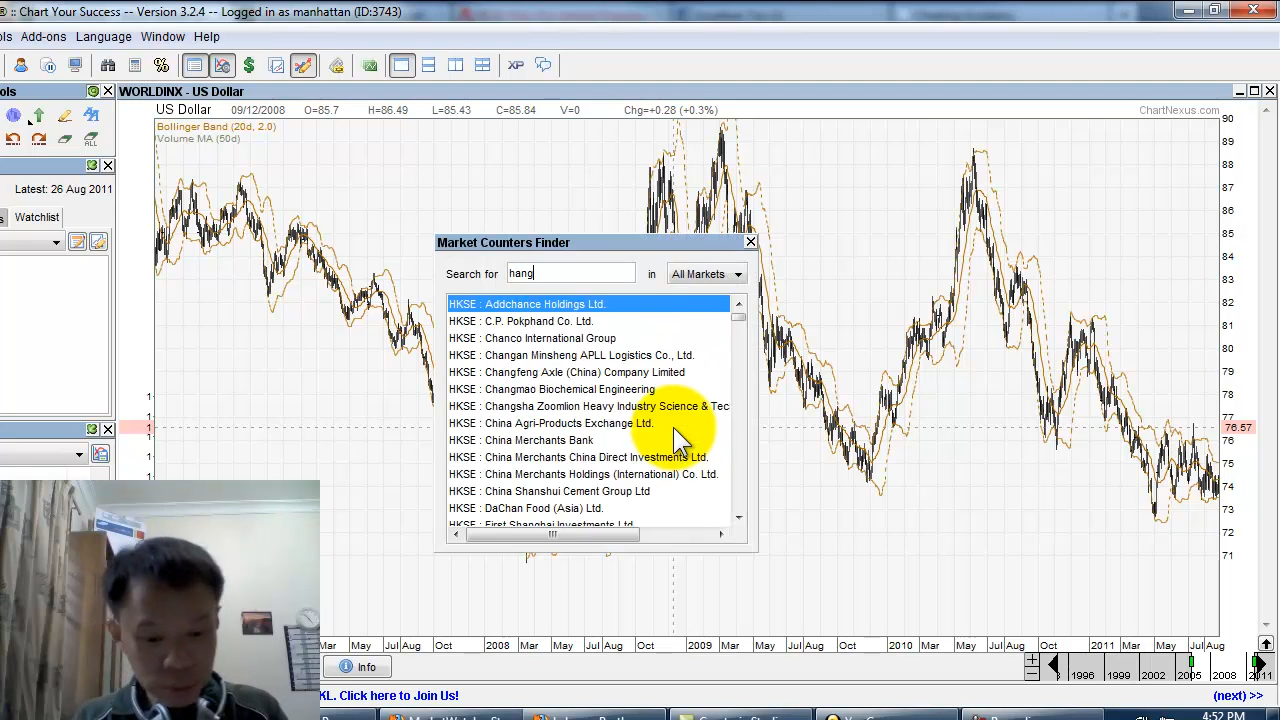 ® :: Chart Your Success -- Version 3.2.4 -- Logged in as manhattan (ID:3743)
ols Add-ons Language Window Help
XP
ols
WORLDINX - US Dollar
US Dollar 09/12/2008 O=85.7 H=86.49 L=85.43 C=85.84 V=0 Chg=+0.28 (+0.3%) ChartNexus.com
Bollinger Band (20d, 2.0)
Volume MA (50d)
ALL
Latest: 26 Aug 2011
s Watchlist
Market Counters Finder
Search for hang in All Markets
HKSE : Addchance Holdings Ltd.
HKSE : C.P. Pokphand Co. Ltd.
HKSE : Chanco International Group
HKSE : Changan Minsheng APLL Logistics Co., Ltd.
HKSE : Changfeng Axle (China) Company Limited
HKSE : Changmao Biochemical Engineering
HKSE : Changsha Zoomlion Heavy Industry Science & Tec
HKSE : China Agri-Products Exchange Ltd.
HKSE : China Merchants Bank
HKSE : China Merchants China Direct Investments Ltd.
HKSE : China Merchants Holdings (International) Co. Ltd.
HKSE : China Shanshui Cement Group Ltd
HKSE : DaChan Food (Asia) Ltd.
HKSE : First Shanghai Investments Ltd.
90
89
88
87
86
85
84
83
82
81
80
79
78
77
76.57
76
75
74
73
72
71
Mar May Jul Aug Oct 2008 Mar May Jul Aug Oct 2009 Mar May Jul Aug Oct 2010 Mar May Jul Aug Oct 2011 May Jul Aug
Info
1996 1999 2002 2005 2008 2011
KL. Click here to Join Us!
(next) >>
4:52 PM